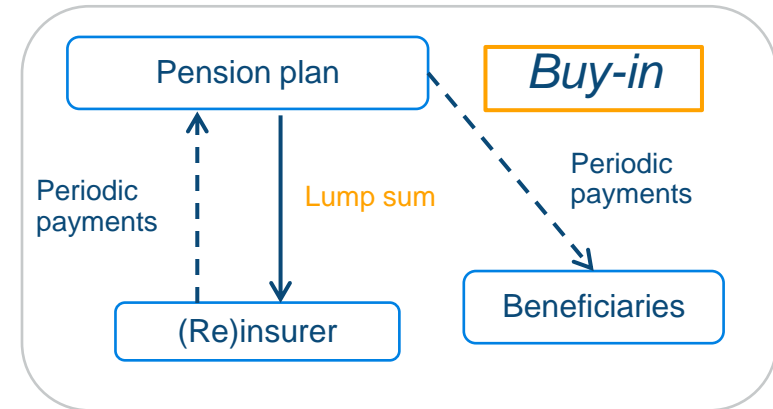 Pension plan
Buy-in
Periodic
payments
Lump sum
Periodic
payments
(Re)insurer
Beneficiaries